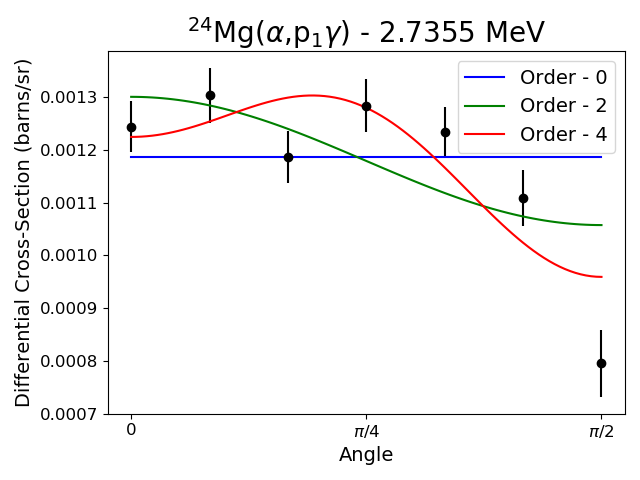 ²⁴Mg(α,p₁γ) - 2.7355 MeV
Order - 0
Order - 2
Order - 4
Differential Cross-Section (barns/sr)
0.0013
0.0012
0.0011
0.0010
0.0009
0.0008
0.0007
0
π/4
π/2
Angle